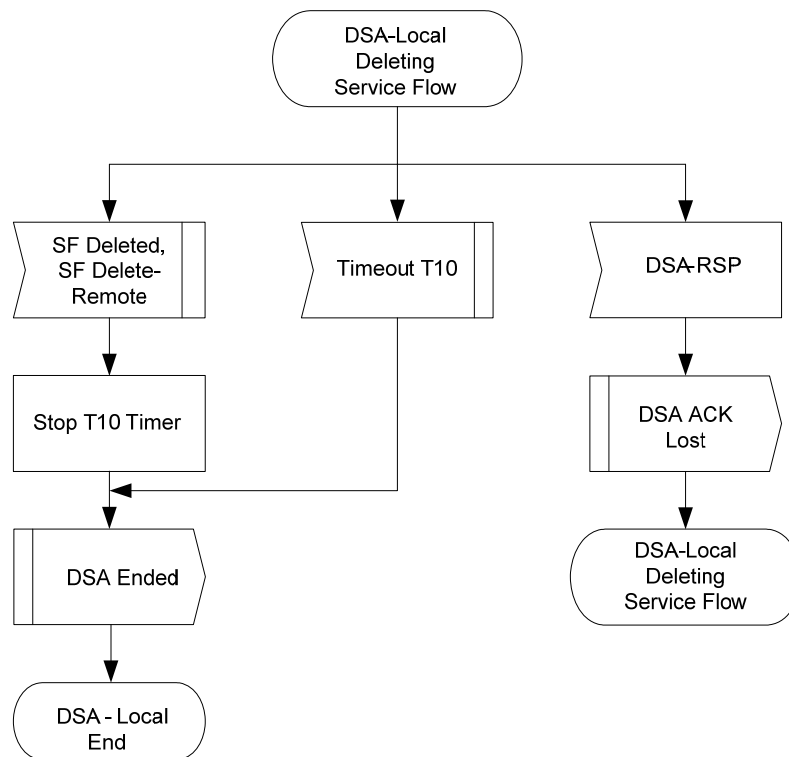 DSA-Local
Deleting
Service Flow
SF Deleted,
SF Delete-
Remote
Timeout T10
DSA-RSP
Stop T10 Timer
DSA ACK
Lost
DSA Ended
DSA-Local
Deleting
Service Flow
DSA - Local
End